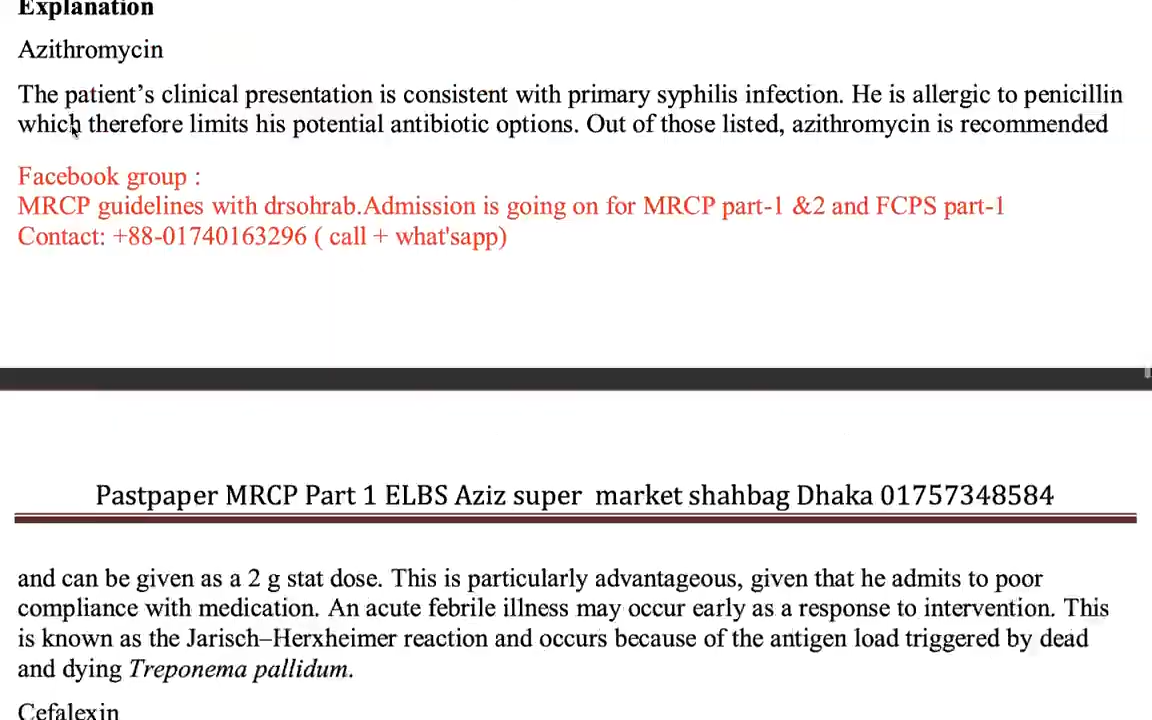 Explanation
Azithromycin
The patient’s clinical presentation is consistent with primary syphilis infection. He is allergic to penicillin
which therefore limits his potential antibiotic options. Out of those listed, azithromycin is recommended
Facebook group :
MRCP guidelines with drsohrab.Admission is going on for MRCP part-1 &2 and FCPS part-1
Contact: +88-01740163296 ( call + what'sapp)
Pastpaper MRCP Part 1 ELBS Aziz super  market shahbag Dhaka 01757348584
and can be given as a 2 g stat dose. This is particularly advantageous, given that he admits to poor
compliance with medication. An acute febrile illness may occur early as a response to intervention. This
is known as the Jarisch–Herxheimer reaction and occurs because of the antigen load triggered by dead
and dying Treponema pallidum.
Cefalexin